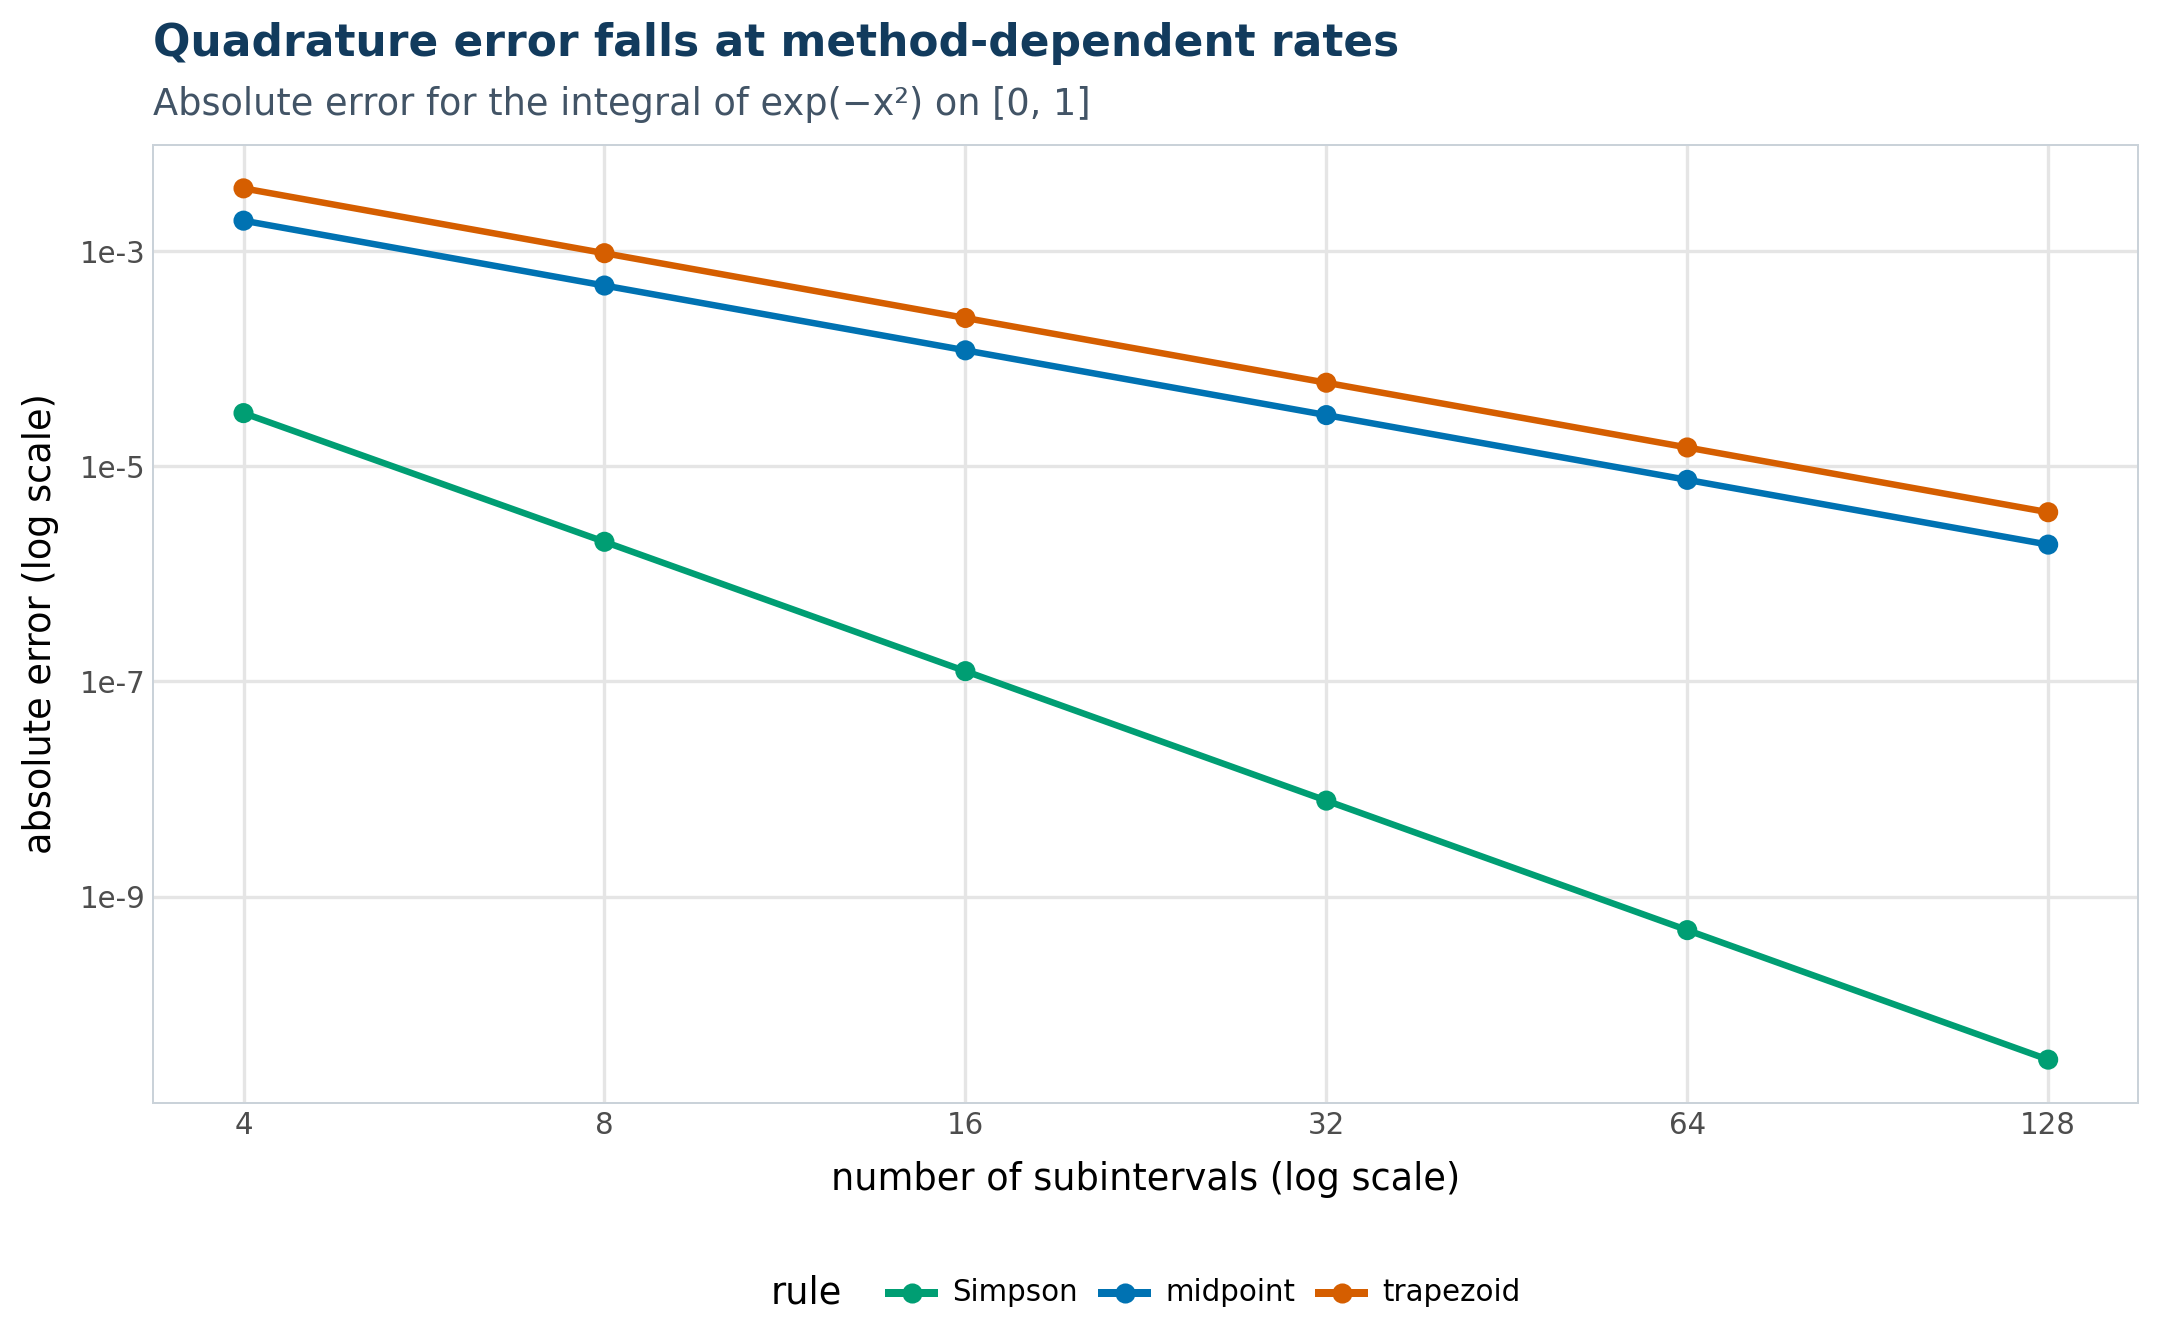 Quadrature error falls at method-dependent rates
Absolute error for the integral of exp(−x²) on [0, 1]
absolute error (log scale)
1e-3
1e-5
1e-7
1e-9
4 8 16 32 64 128
number of subintervals (log scale)
rule Simpson midpoint trapezoid